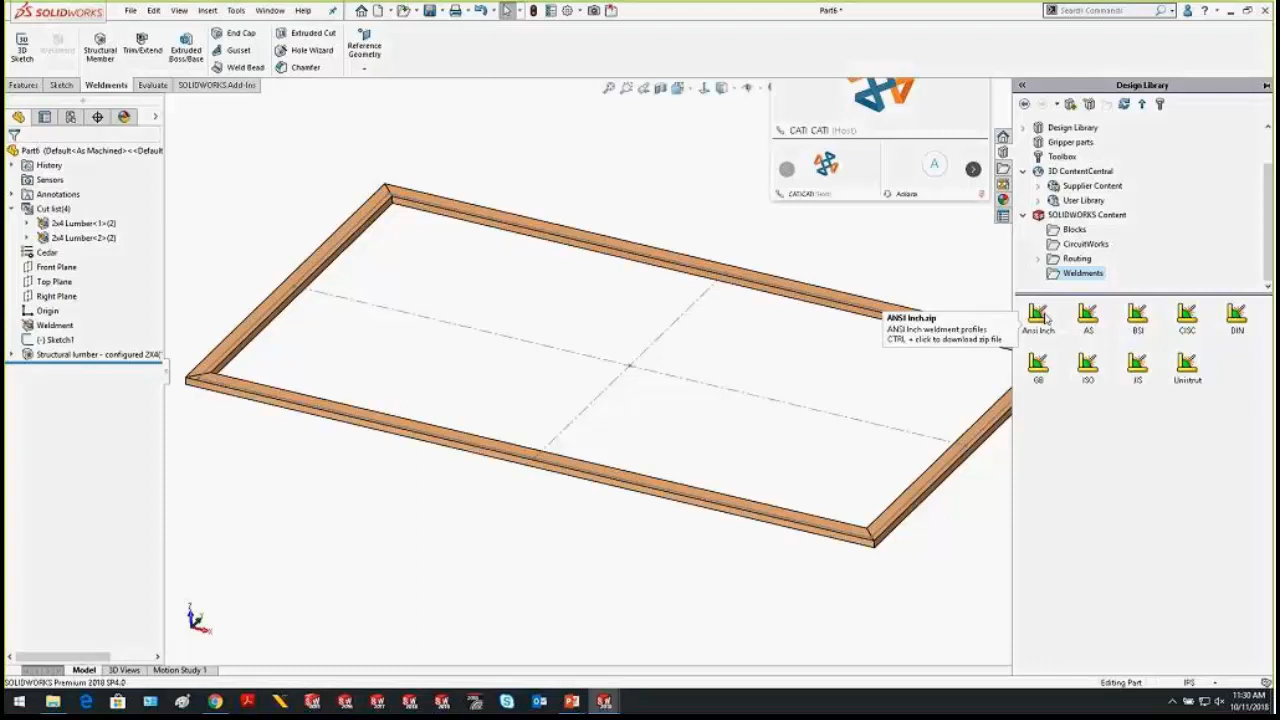 SOLIDWORKS File Edit View Insert Tools Window Help Part6 * Search Commands
3D Sketch Weldment Structural Member Trim/Extend Extruded Boss/Base End Cap Extruded Cut Reference Geometry
Gusset Hole Wizard
Weld Bead Chamfer
Features Sketch Weldments Evaluate SOLIDWORKS Add-Ins
Design Library
Part6 (Default<As Machined><<Default
History
Sensors
Annotations
Cut list(4)
2x4 Lumber<1>(2)
2x4 Lumber<2>(2)
Cedar
Front Plane
Top Plane
Right Plane
Origin
Weldment
(-) Sketch1
Structural lumber - configured 2X4(
CATI CATI (Host)
A
CATI CATI
Design Library
Gripper parts
Toolbox
3D ContentCentral
Supplier Content
User Library
SOLIDWORKS Content
Blocks
CircuitWorks
Routing
Weldments
ANSI Inch.zip
ANSI Inch weldment profiles
CTRL + click to download zip file
Ansi Inch AS BSI CISC DIN
GB ISO JIS Unistrut
Z
X
Model 3D Views Motion Study 1
SOLIDWORKS Premium 2018 SP4.0 Editing Part IPS
11:30 AM
10/11/2018